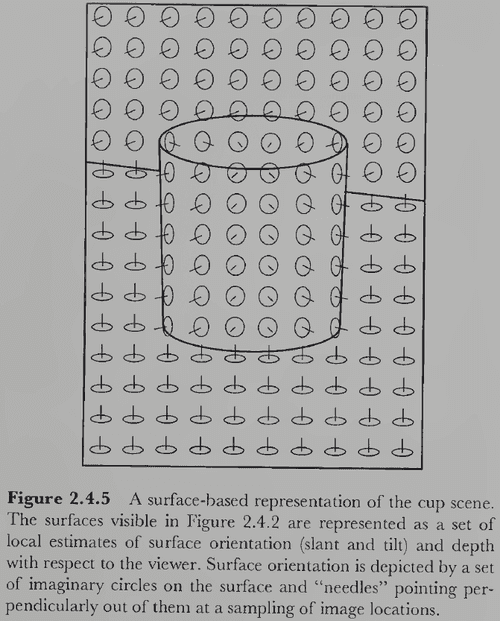 Figure 2.4.5 A surface-based representation of the cup scene.
The surfaces visible in Figure 2.4.2 are represented as a set of
local estimates of surface orientation (slant and tilt) and depth
with respect to the viewer. Surface orientation is depicted by a set
of imaginary circles on the surface and “needles” pointing per-
pendicularly out of them at a sampling of image locations.